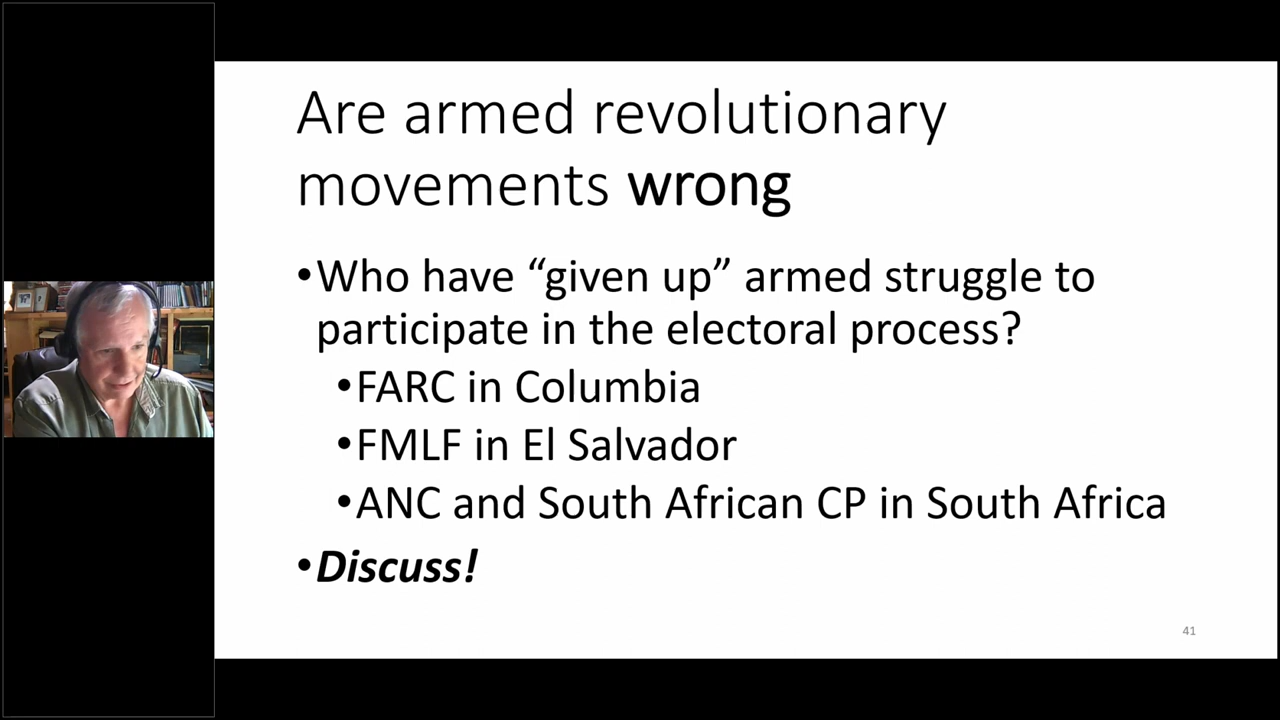 Are armed revolutionary
movements wrong
•Who have “given up” armed struggle to
participate in the electoral process?
•FARC in Columbia
•FMLF in El Salvador
•ANC and South African CP in South Africa
•Discuss!
41